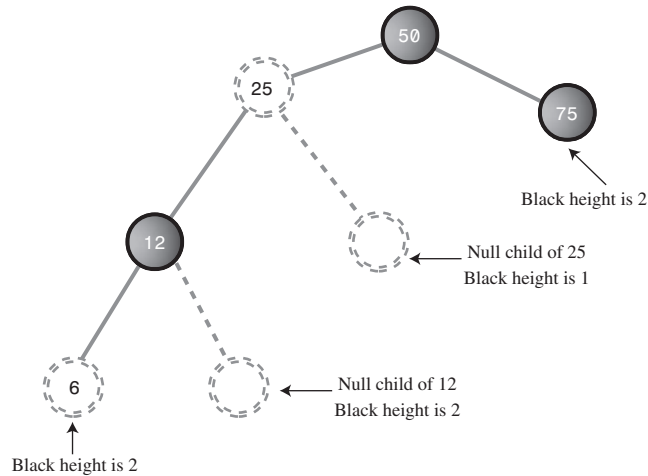 50
25
75
Black height is 2
12
Null child of 25
Black height is 1
6
Null child of 12
Black height is 2
Black height is 2